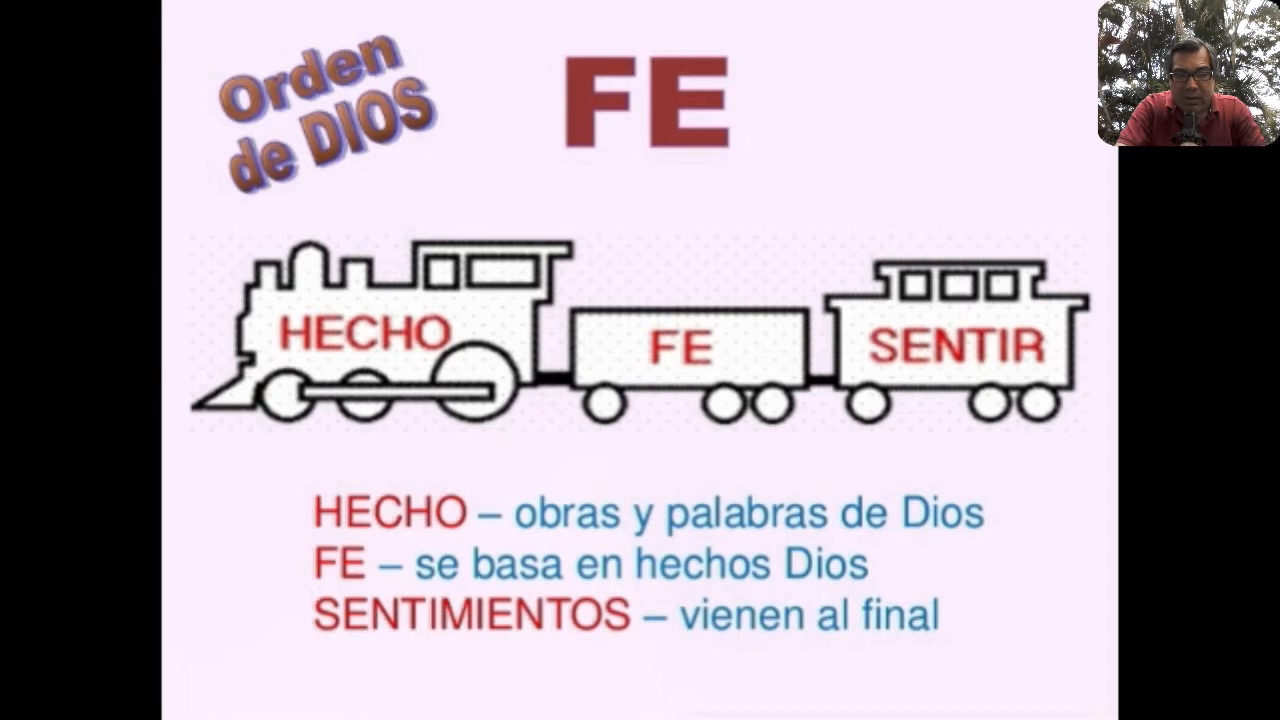 Orden
de DIOS
FE
HECHO
FE
SENTIR
HECHO – obras y palabras de Dios
FE – se basa en hechos Dios
SENTIMIENTOS – vienen al final